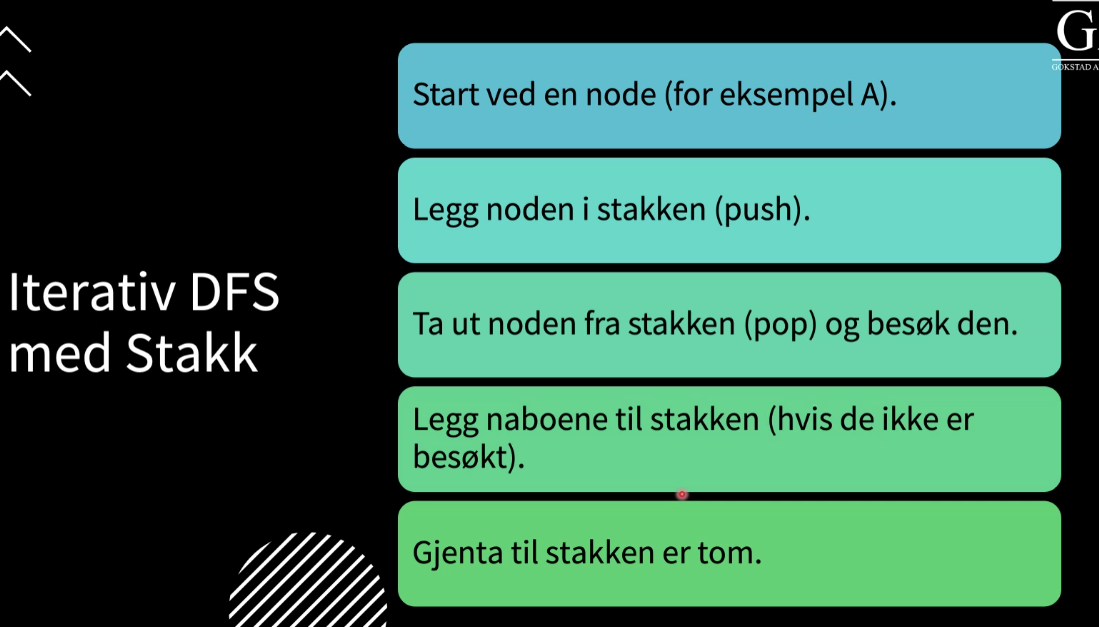 Start ved en node (for eksempel A).
Legg noden i stakken (push).
Iterativ DFS
med Stakk
Ta ut noden fra stakken (pop) og besøk den.
Legg naboene til stakken (hvis de ikke er
besøkt).
Gjenta til stakken er tom.
GOKSTAD A